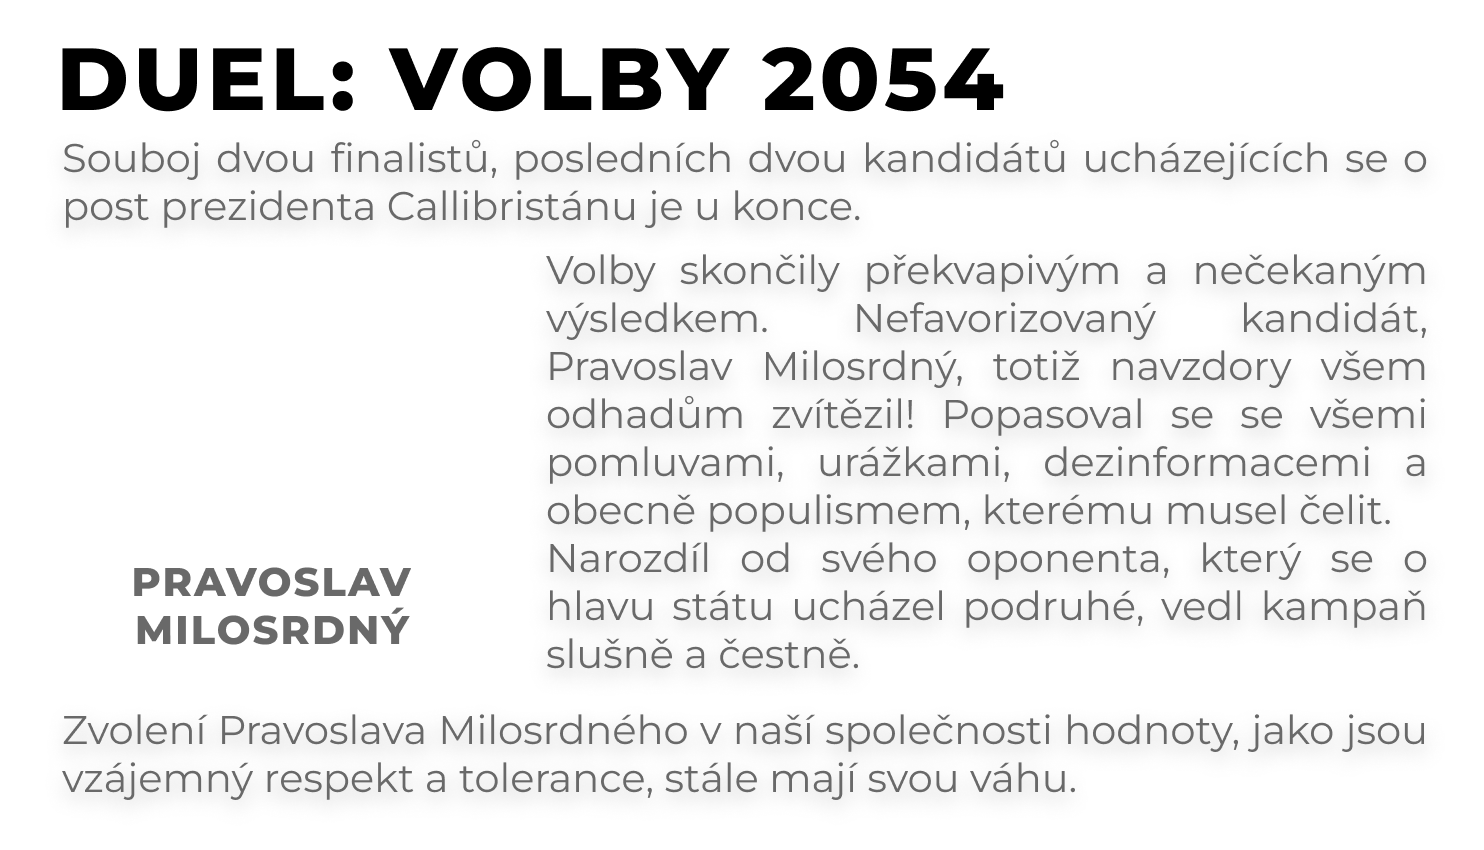 DUEL: VOLBY 2054
Souboj dvou finalistů, posledních dvou kandidátů ucházejících se o
post prezidenta Callibristánu je u konce.
Volby skončily překvapivým a nečekaným
výsledkem. Nefavorizovaný kandidát,
Pravoslav Milosrdný, totiž navzdory všem
odhadům zvítězil! Popasoval se se všemi
pomluvami, urážkami, dezinformacemi a
obecně populismem, kterému musel čelit.
Narozdíl od svého oponenta, který se o
hlavu státu ucházel podruhé, vedl kampaň
slušně a čestně.
PRAVOSLAV
MILOSRDNÝ
Zvolení Pravoslava Milosrdného v naší společnosti hodnoty, jako jsou
vzájemný respekt a tolerance, stále mají svou váhu.